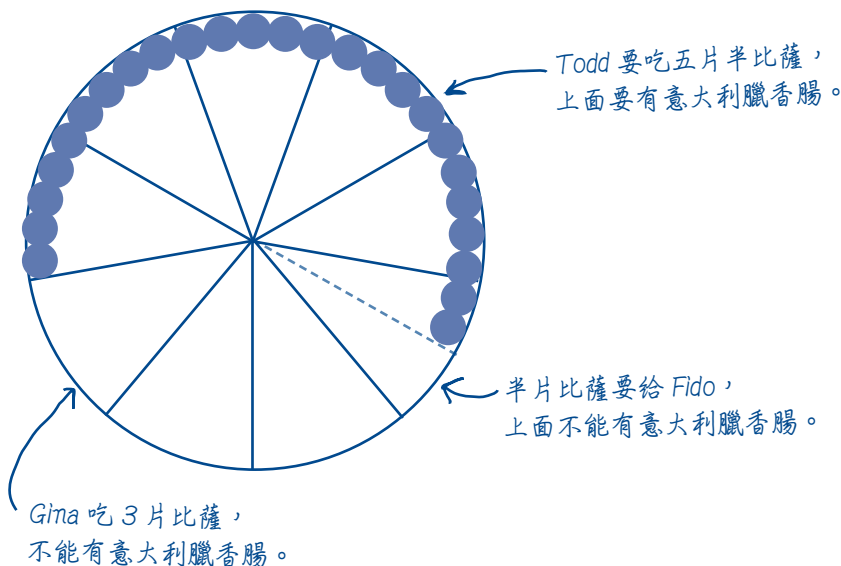 Todd 要吃五片半比薩，
上面要有意大利臘香腸。
半片比薩要给 Fido，
上面不能有意大利臘香腸。
Gina 吃 3 片比薩，
不能有意大利臘香腸。